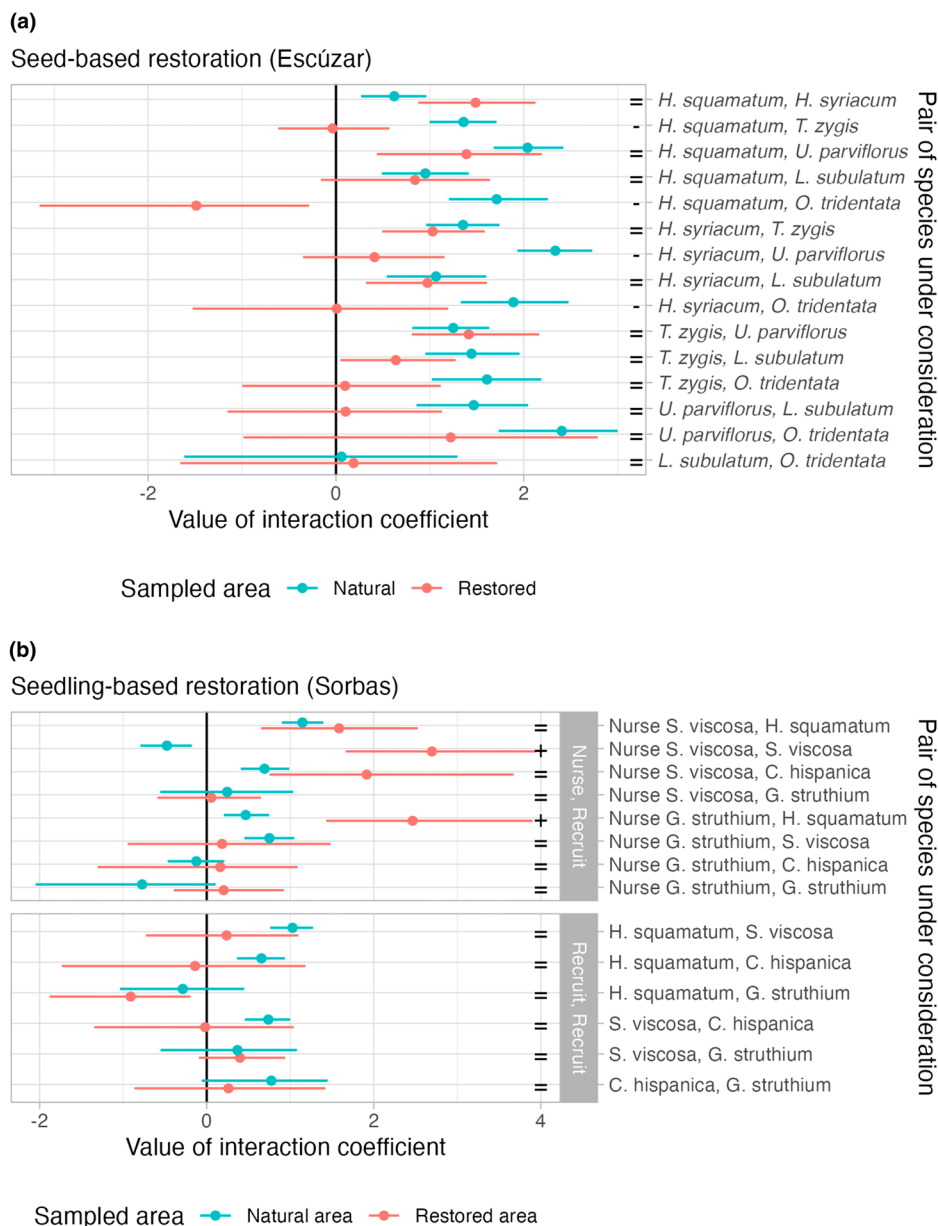 (a)
Seed-based restoration (Escúzar)
= H. squamatum, H. syriacum
- H. squamatum, T. zygis
= H. squamatum, U. parviflorus
= H. squamatum, L. subulatum
- H. squamatum, O. tridentata
= H. syriacum, T. zygis
- H. syriacum, U. parviflorus
= H. syriacum, L. subulatum
- H. syriacum, O. tridentata
= T. zygis, U. parviflorus
= T. zygis, L. subulatum
= T. zygis, O. tridentata
= U. parviflorus, L. subulatum
= U. parviflorus, O. tridentata
= L. subulatum, O. tridentata
Pair of species under consideration
-2 0 2
Value of interaction coefficient
Sampled area Natural Restored
(b)
Seedling-based restoration (Sorbas)
= Nurse S. viscosa, H. squamatum
+ Nurse S. viscosa, S. viscosa
= Nurse S. viscosa, C. hispanica
= Nurse S. viscosa, G. struthium
+ Nurse G. struthium, H. squamatum
= Nurse G. struthium, S. viscosa
= Nurse G. struthium, C. hispanica
= Nurse G. struthium, G. struthium
Nurse, Recruit
= H. squamatum, S. viscosa
= H. squamatum, C. hispanica
= H. squamatum, G. struthium
= S. viscosa, C. hispanica
= S. viscosa, G. struthium
= C. hispanica, G. struthium
Recruit, Recruit
Pair of species under consideration
-2 0 2 4
Value of interaction coefficient
Sampled area Natural area Restored area